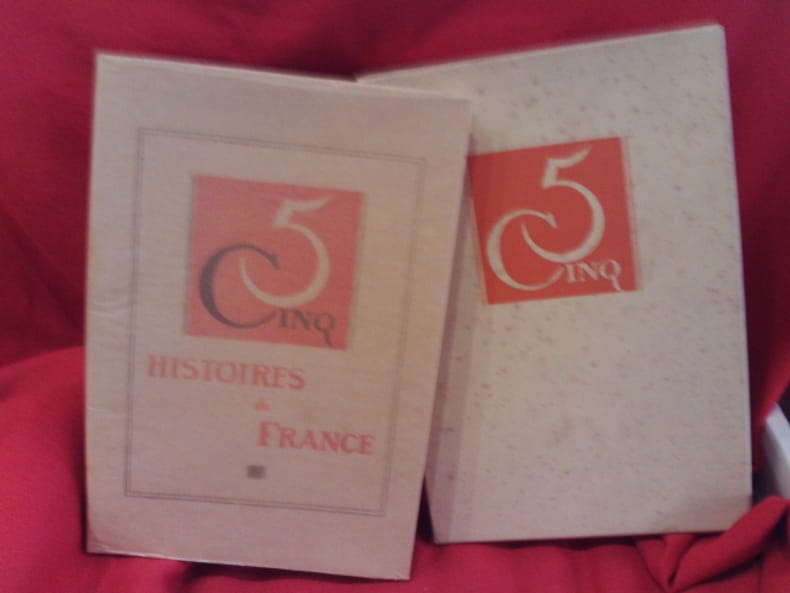 5
CINQ
HISTOIRES
de
FRANCE
5
CINQ